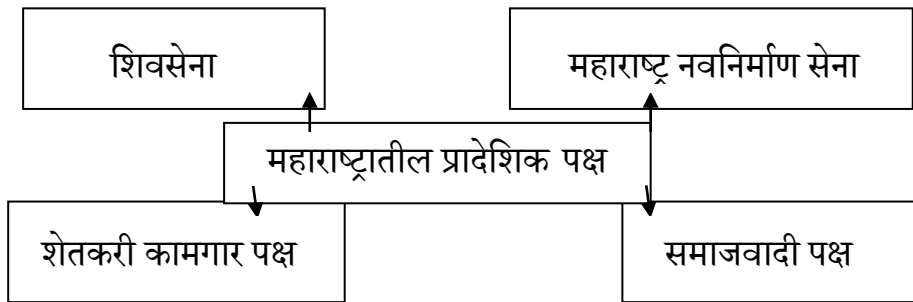 शिवसेना
महाराष्ट्र नवनिर्माण सेना
महाराष्ट्रातील प्रादेशिक पक्ष
शेतकरी कामगार पक्ष
समाजवादी पक्ष